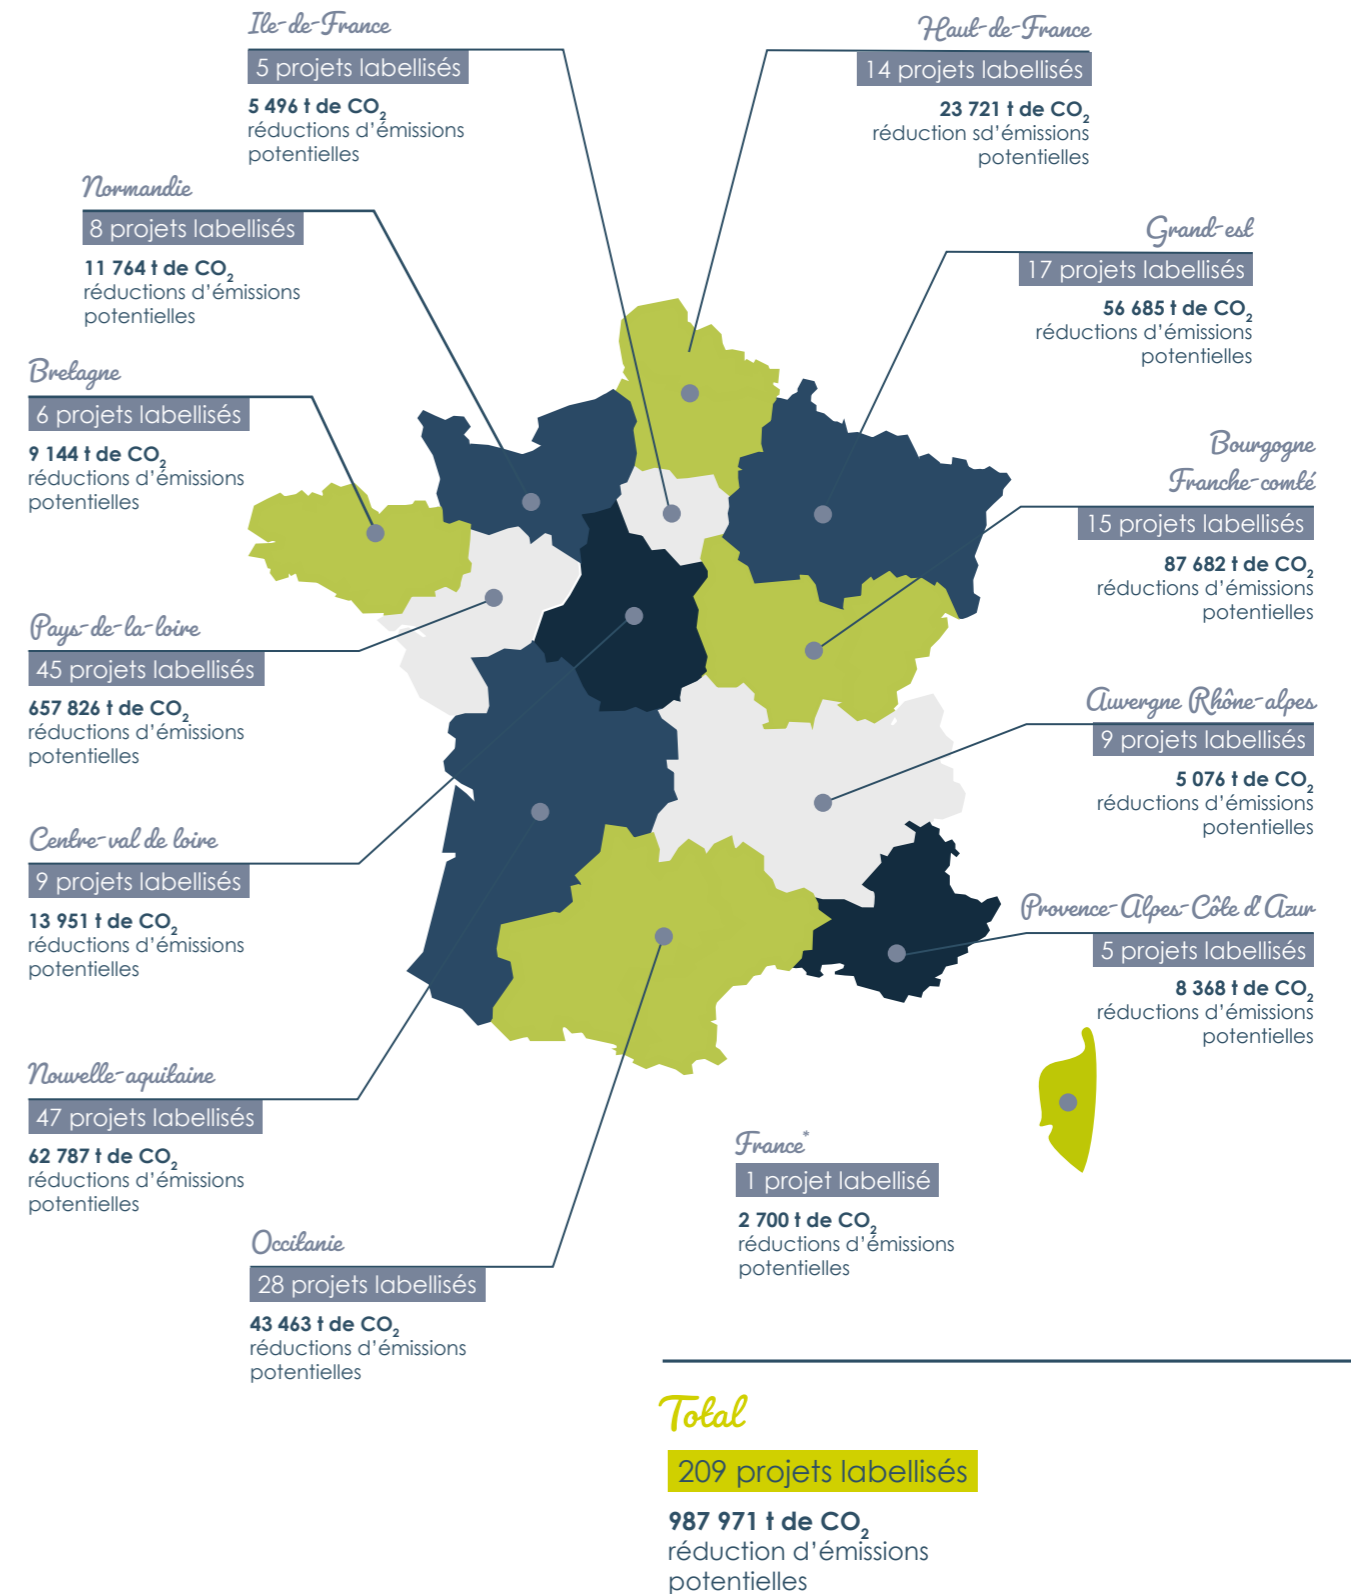 Ile-de-France
5 projets labellisés
5 496 t de CO₂
réductions d'émissions
potentielles
Haut-de-France
14 projets labellisés
23 721 t de CO₂
réduction sd'émissions
potentielles
Normandie
8 projets labellisés
11 764 t de CO₂
réductions d'émissions
potentielles
Grand-est
17 projets labellisés
56 685 t de CO₂
réductions d'émissions
potentielles
Bretagne
6 projets labellisés
9 144 t de CO₂
réductions d'émissions
potentielles
Bourgogne
Franche-comté
15 projets labellisés
87 682 t de CO₂
réductions d'émissions
potentielles
Pays-de-la-loire
45 projets labellisés
657 826 t de CO₂
réductions d'émissions
potentielles
Auvergne Rhône-alpes
9 projets labellisés
5 076 t de CO₂
réductions d'émissions
potentielles
Centre-val de loire
9 projets labellisés
13 951 t de CO₂
réductions d'émissions
potentielles
Provence-Alpes-Côte d'Azur
5 projets labellisés
8 368 t de CO₂
réductions d'émissions
potentielles
Nouvelle-aquitaine
47 projets labellisés
62 787 t de CO₂
réductions d'émissions
potentielles
France*
1 projet labellisé
2 700 t de CO₂
réductions d'émissions
potentielles
Occitanie
28 projets labellisés
43 463 t de CO₂
réductions d'émissions
potentielles
Total
209 projets labellisés
987 971 t de CO₂
réduction d'émissions
potentielles